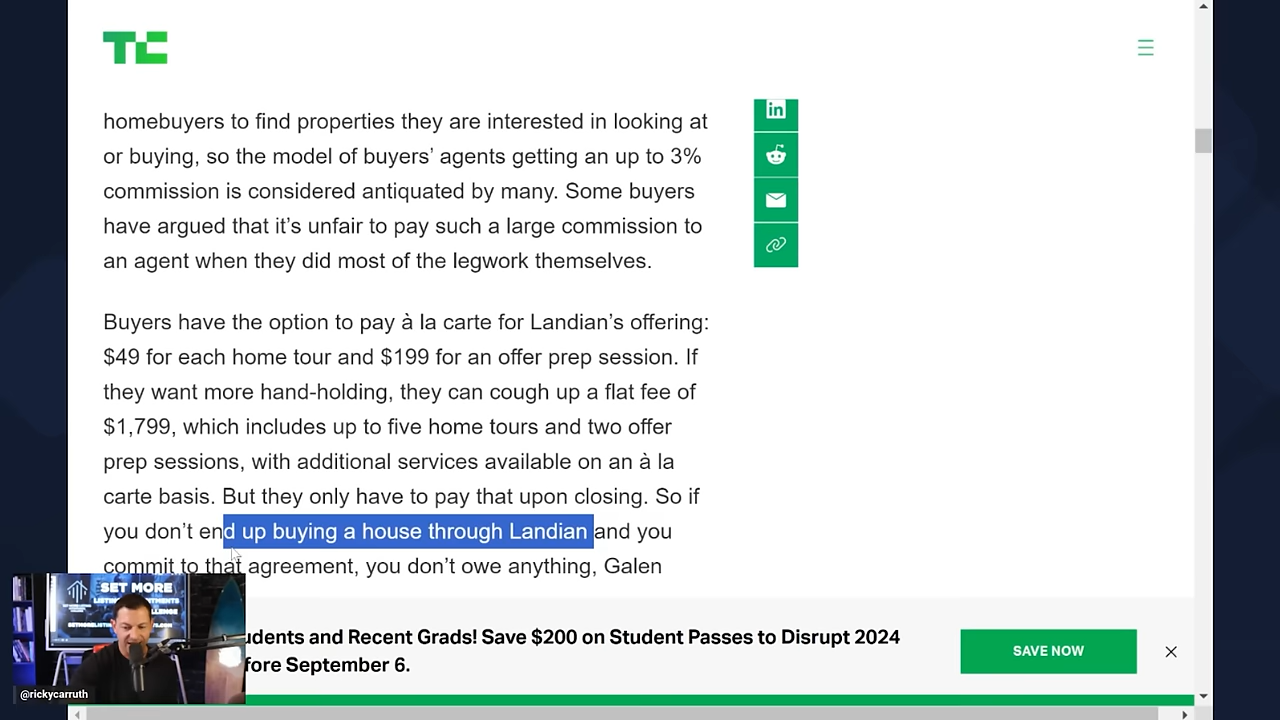 TC
in
homebuyers to find properties they are interested in looking at
or buying, so the model of buyers’ agents getting an up to 3%
commission is considered antiquated by many. Some buyers
have argued that it’s unfair to pay such a large commission to
an agent when they did most of the legwork themselves.
Buyers have the option to pay à la carte for Landian’s offering:
$49 for each home tour and $199 for an offer prep session. If
they want more hand-holding, they can cough up a flat fee of
$1,799, which includes up to five home tours and two offer
prep sessions, with additional services available on an à la
carte basis. But they only have to pay that upon closing. So if
you don’t end up buying a house through Landian and you
commit to that agreement, you don’t owe anything, Galen
SET MORE
udents and Recent Grads! Save $200 on Student Passes to Disrupt 2024
fore September 6.
SAVE NOW
@rickycarruth